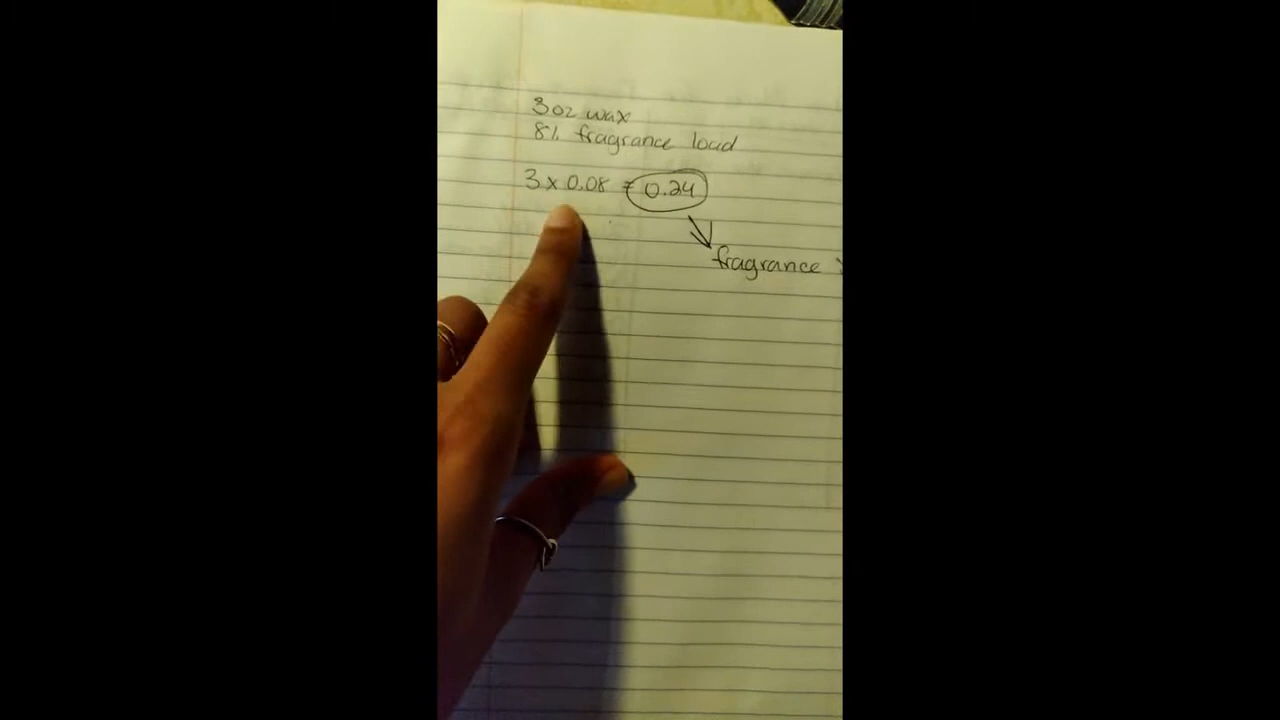 3oz wax
8% fragrance load
3 x 0.08 = 0.24
fragrance